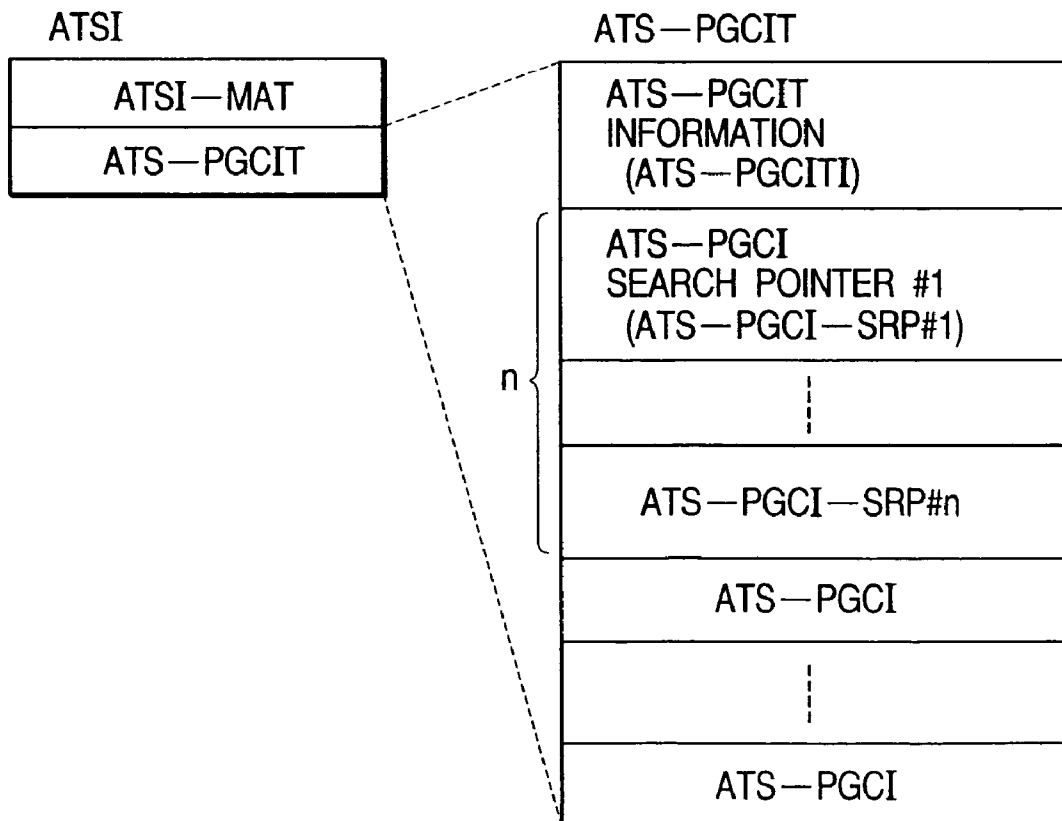 ATSI
ATSI—MAT
ATS—PGCIT
ATS—PGCIT
ATS—PGCIT
INFORMATION
(ATS—PGCITI)
ATS—PGCI
SEARCH POINTER #1
(ATS—PGCI—SRP#1)
n
ATS—PGCI—SRP#n
ATS—PGCI
ATS—PGCI